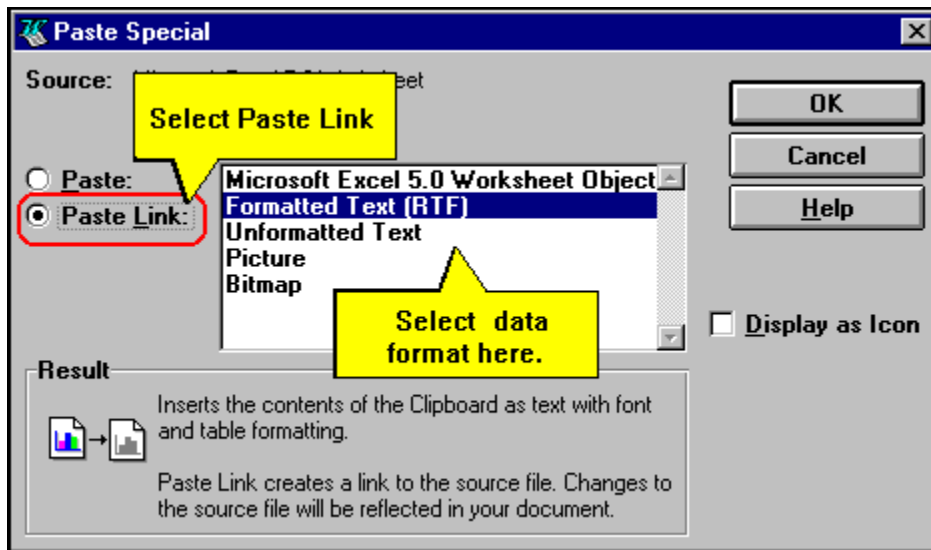 Paste Special
Source: eet
Select Paste Link
OK
Cancel
Help
Paste:
Paste Link:
Microsoft Excel 5.0 Worksheet Object
Formatted Text (RTF)
Unformatted Text
Picture
Bitmap
Select data
format here.
Display as Icon
Result
Inserts the contents of the Clipboard as text with font
and table formatting.
Paste Link creates a link to the source file. Changes to
the source file will be reflected in your document.